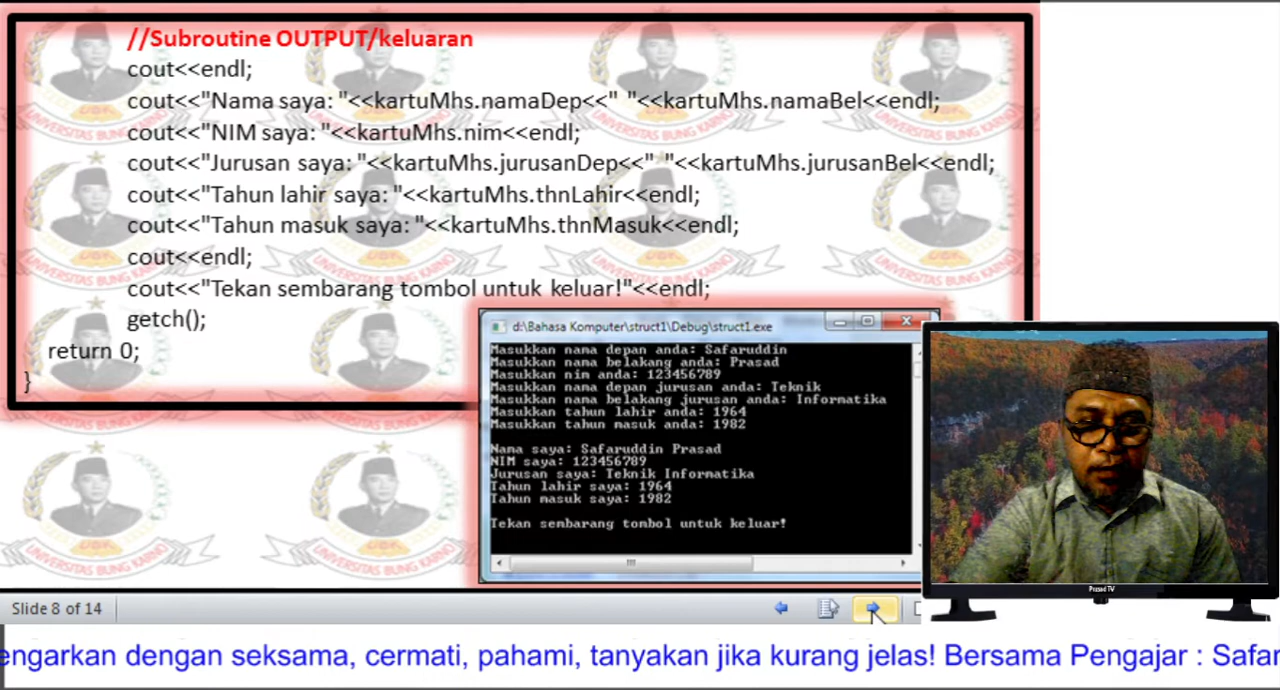 //Subroutine OUTPUT/keluaran
cout<<endl;
cout<<"Nama saya: "<<kartuMhs.namaDep<<" "<<kartuMhs.namaBel<<endl;
cout<<"NIM saya: "<<kartuMhs.nim<<endl;
cout<<"Jurusan saya: "<<kartuMhs.jurusanDep<<" "<<kartuMhs.jurusanBel<<endl;
cout<<"Tahun lahir saya: "<<kartuMhs.thnLahir<<endl;
cout<<"Tahun masuk saya: "<<kartuMhs.thnMasuk<<endl;
cout<<endl;
cout<<"Tekan sembarang tombol untuk keluar!"<<endl;
getch();
return 0;
}
d:\Bahasa Komputer\struct1\Debug\struct1.exe
Masukkan nama depan anda: Safaruddin
Masukkan nama belakang anda: Prasad
Masukkan nim anda: 123456789
Masukkan nama depan jurusan anda: Teknik
Masukkan nama belakang jurusan anda: Informatika
Masukkan tahun lahir anda: 1964
Masukkan tahun masuk anda: 1982
Nama saya: Safaruddin Prasad
NIM saya: 123456789
Jurusan saya: Teknik Informatika
Tahun lahir saya: 1964
Tahun masuk saya: 1982
Tekan sembarang tombol untuk keluar!
Prasad TV
UNIVERSITAS BUNG KARNO
UBK
Slide 8 of 14
engarkan dengan seksama, cermati, pahami, tanyakan jika kurang jelas! Bersama Pengajar : Safar